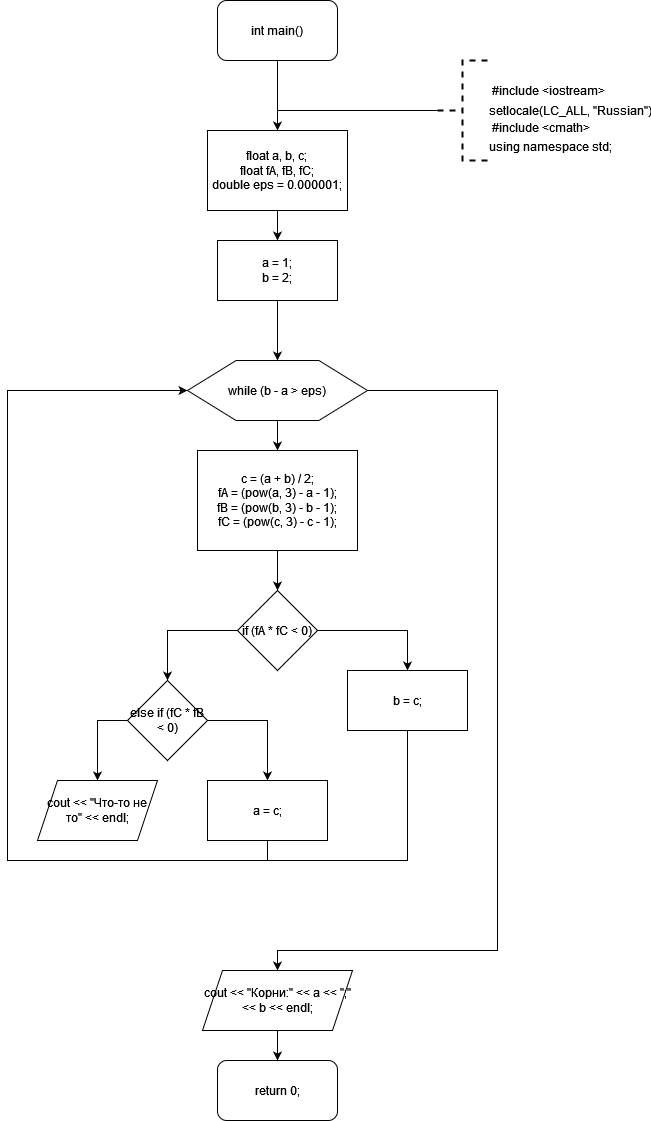 int main()
#include <iostream>
setlocale(LC_ALL, "Russian")
#include <cmath>
using namespace std;
float a, b, c;
float fA, fB, fC;
double eps = 0.000001;
a = 1;
b = 2;
while (b - a > eps)
c = (a + b) / 2;
fA = (pow(a, 3) - a - 1);
fB = (pow(b, 3) - b - 1);
fC = (pow(c, 3) - c - 1);
if (fA * fC < 0)
b = c;
else if (fC * fB
< 0)
cout << "Что-то не
то" << endl;
a = c;
cout << "Корни:" << a << ";"
<< b << endl;
return 0;